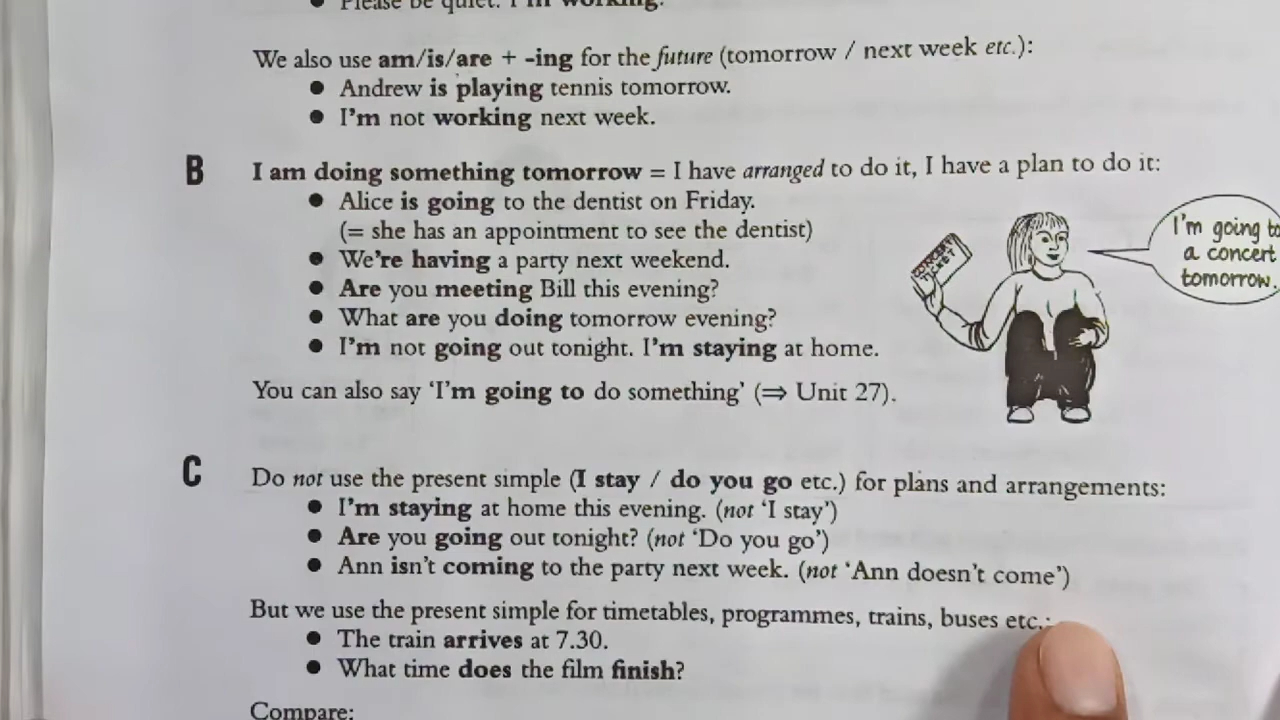 Please be quiet. I'm working.
We also use am/is/are + -ing for the future (tomorrow / next week etc.):
Andrew is playing tennis tomorrow.
I'm not working next week.
B I am doing something tomorrow = I have arranged to do it, I have a plan to do it:
Alice is going to the dentist on Friday.
(= she has an appointment to see the dentist)
We're having a party next weekend.
Are you meeting Bill this evening?
What are you doing tomorrow evening?
I'm not going out tonight. I'm staying at home.
You can also say 'I'm going to do something' (⇒ Unit 27).
CONCERT
TICKET
I'm going to
a concert
tomorrow.
C Do not use the present simple (I stay / do you go etc.) for plans and arrangements:
I'm staying at home this evening. (not 'I stay')
Are you going out tonight? (not 'Do you go')
Ann isn't coming to the party next week. (not 'Ann doesn't come')
But we use the present simple for timetables, programmes, trains, buses etc.:
The train arrives at 7.30.
What time does the film finish?
Compare: